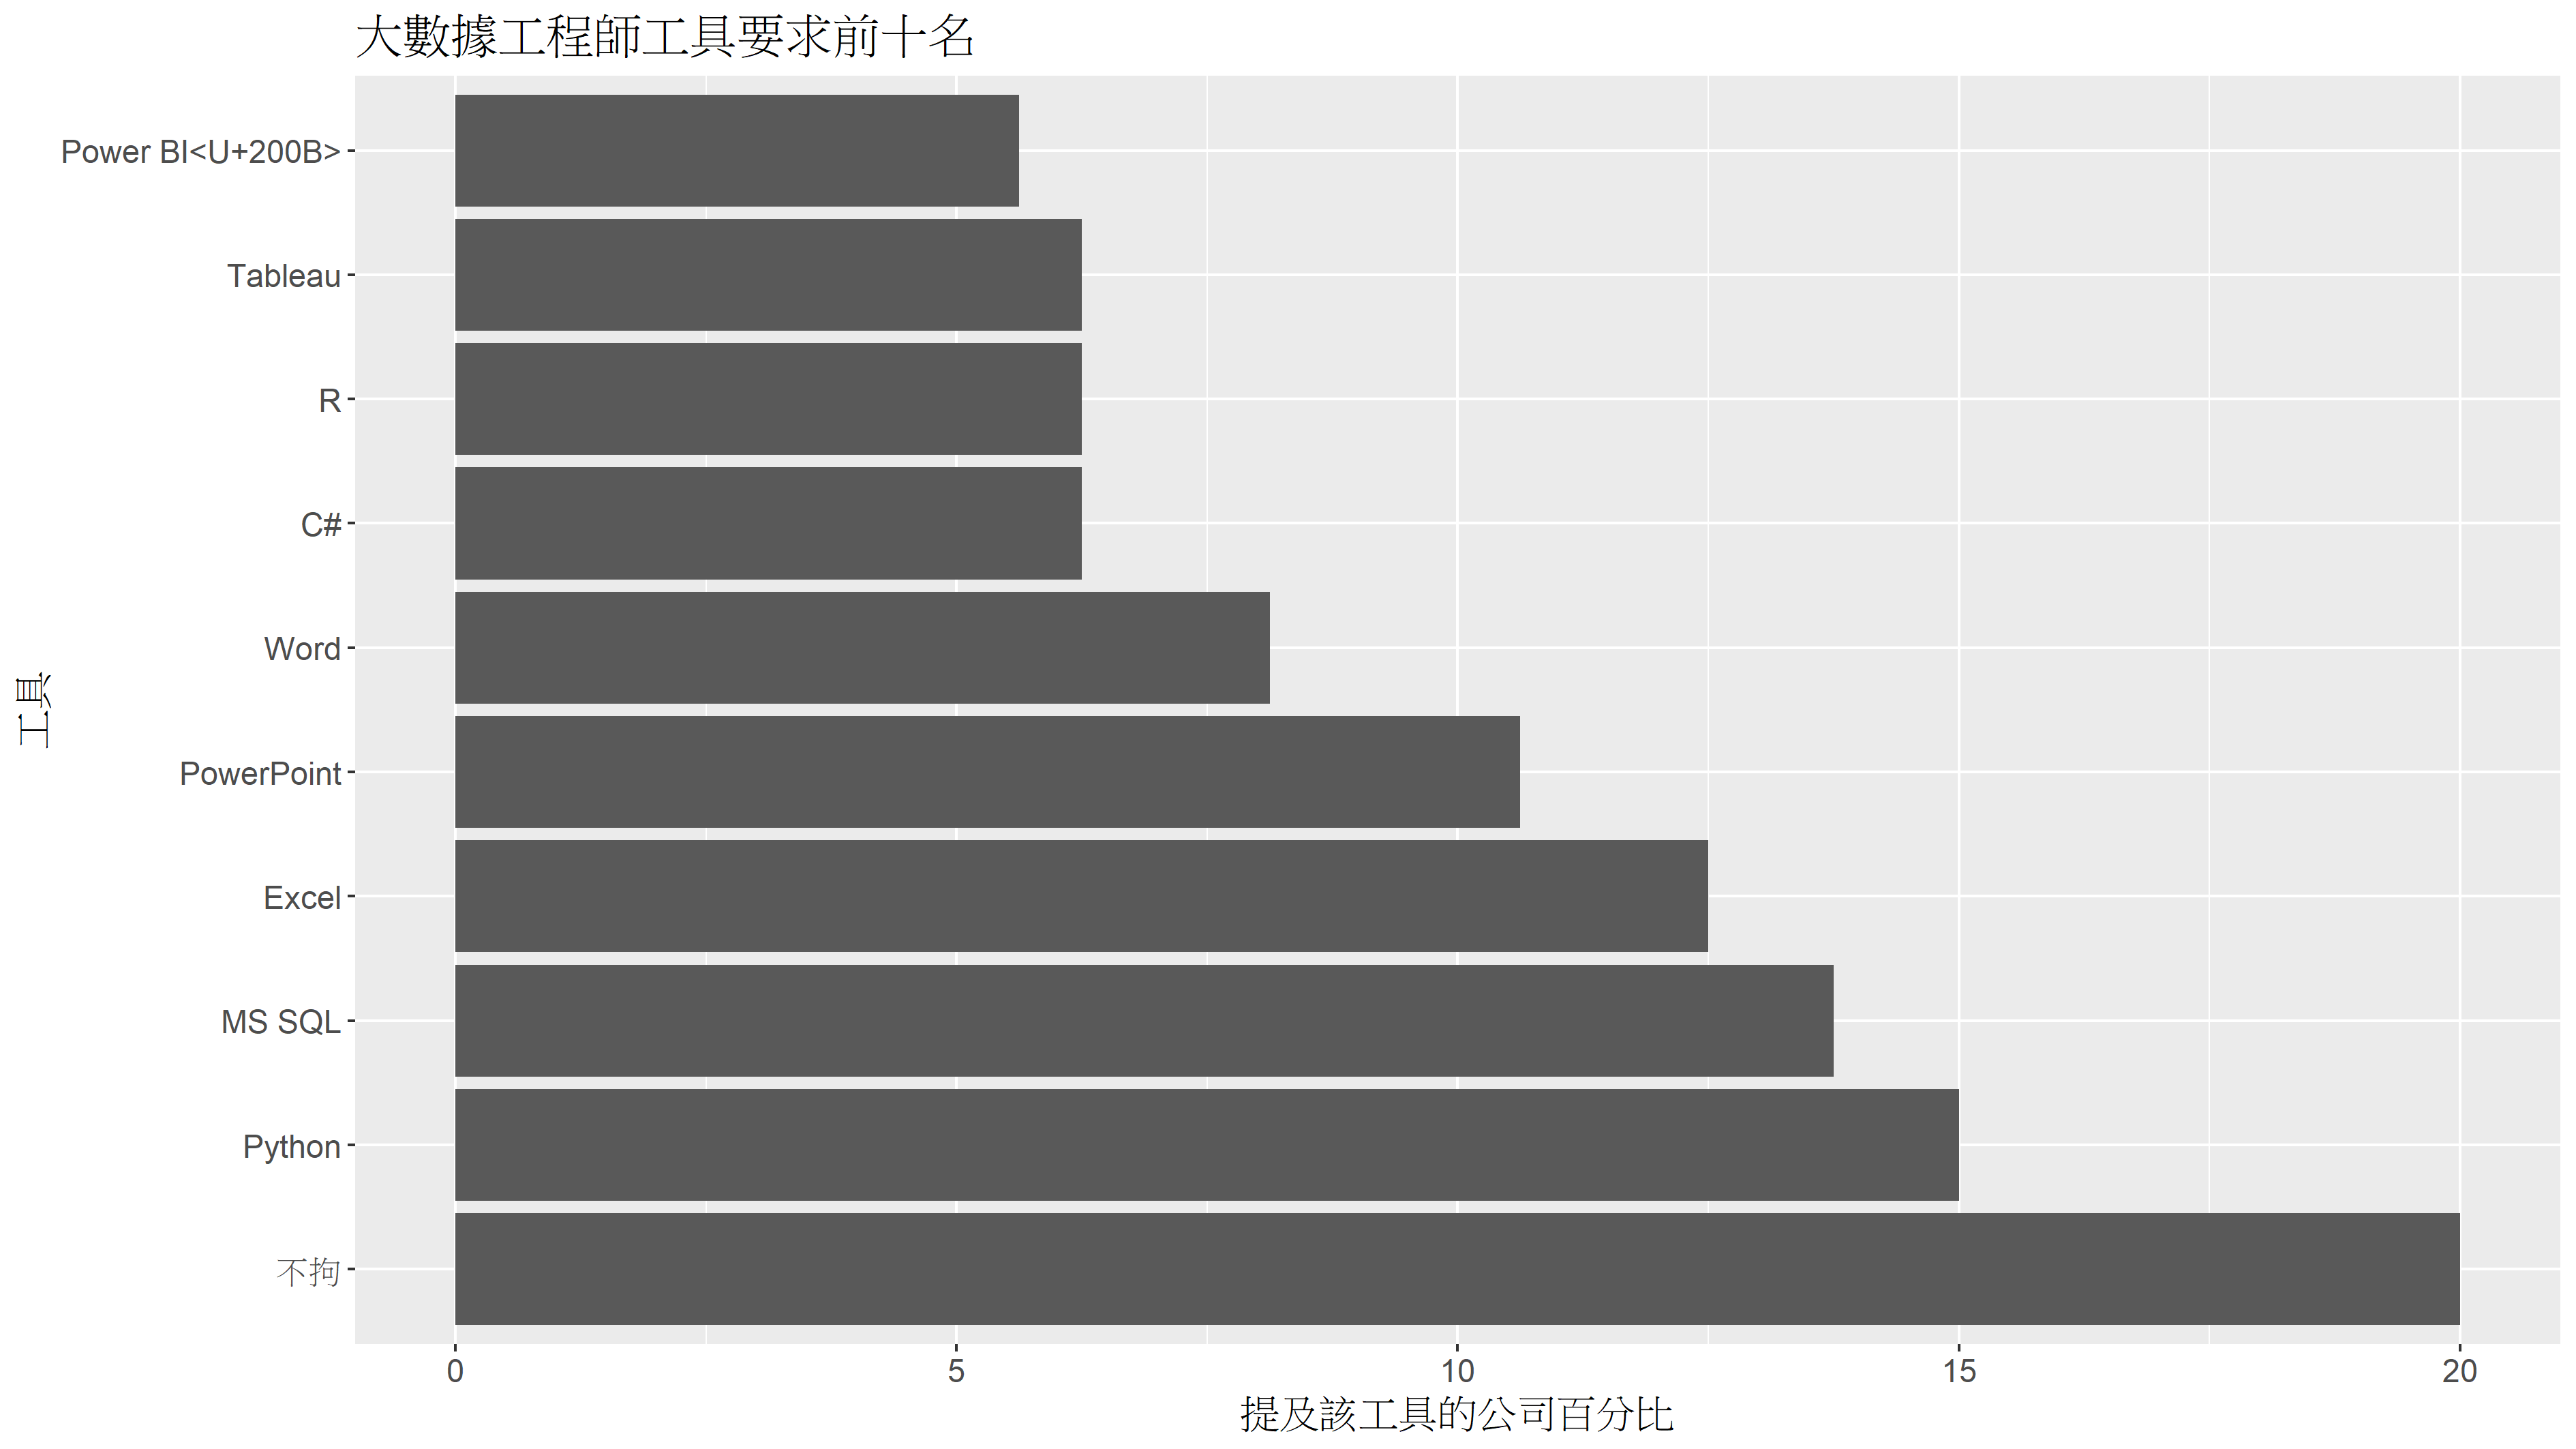 大數據工程師工具要求前十名
Power BI<U+200B>
Tableau
R
C#
Word
PowerPoint
Excel
MS SQL
Python
不拘
工具
0 5 10 15 20
提及該工具的公司百分比